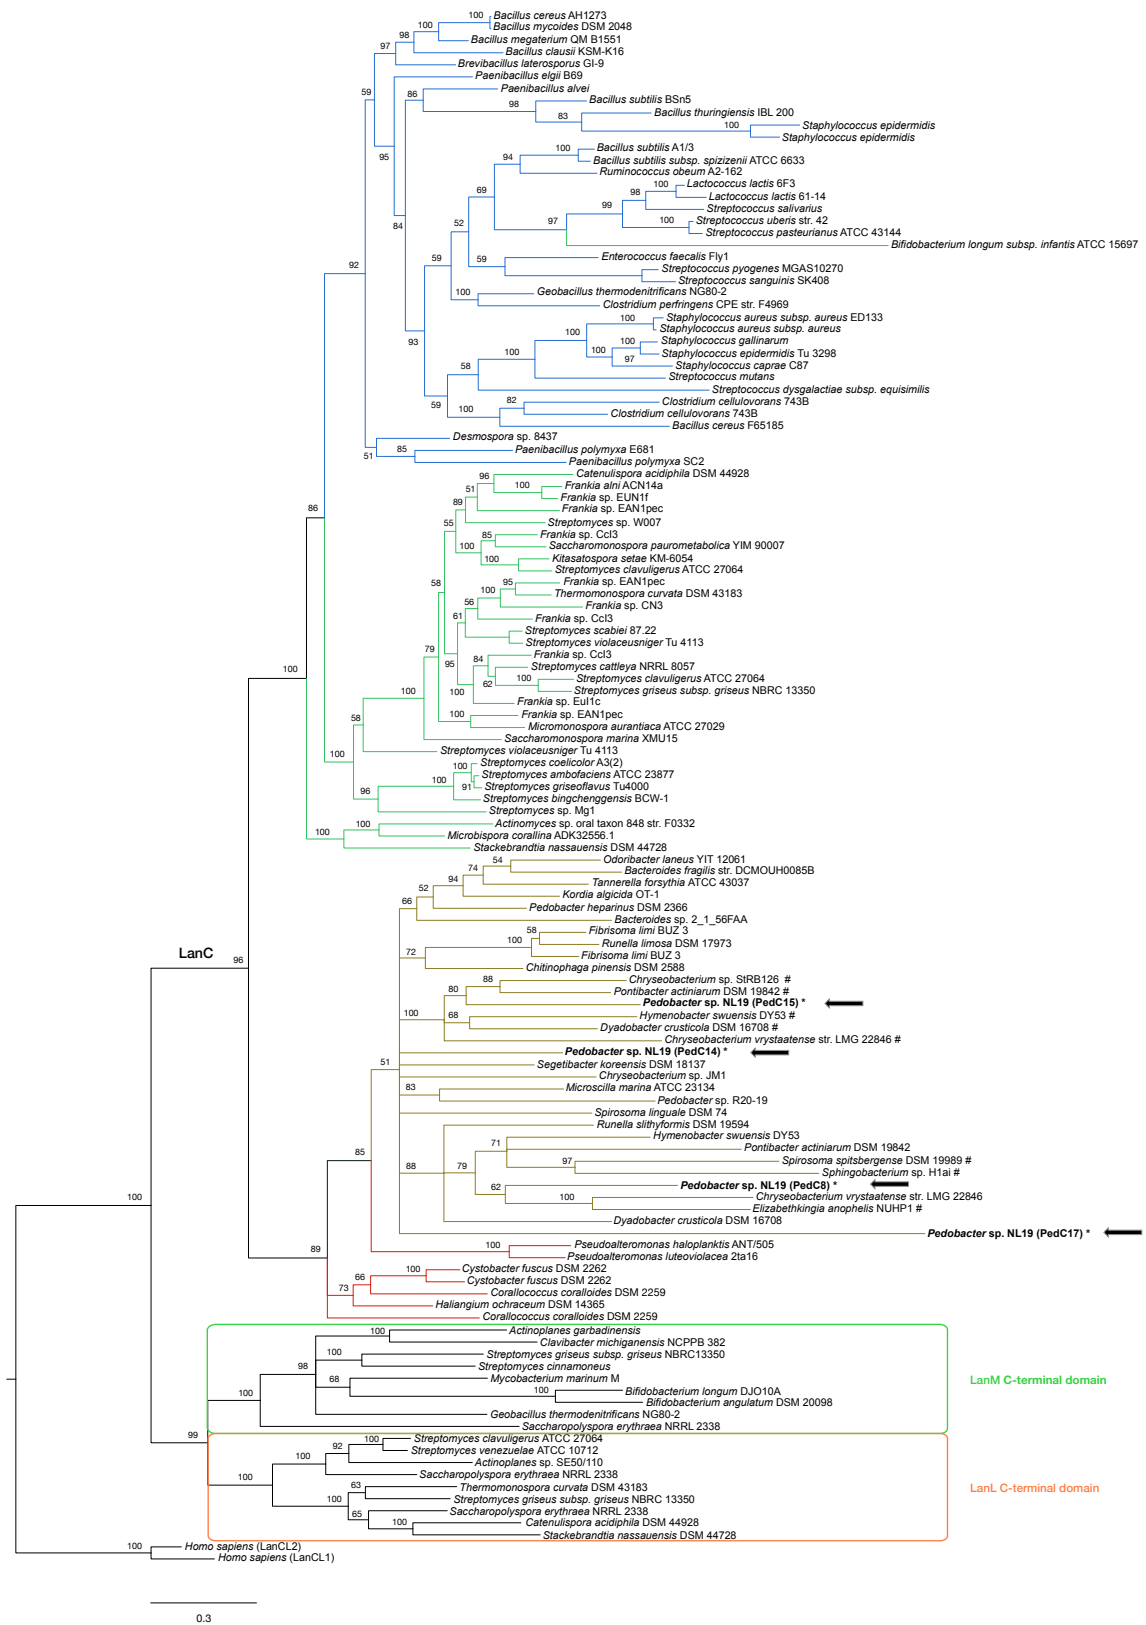 100 Bacillus cereus AH1273
100 Bacillus mycoides DSM 2048
98 Bacillus megaterium QM B1551
97 Bacillus clausii KSM-K16
Brevibacillus laterosporus GI-9
59 Paenibacillus elgii B69
86 Paenibacillus alvei
98 Bacillus subtilis BSn5
83 Bacillus thuringiensis IBL 200
100 Staphylococcus epidermidis
Staphylococcus epidermidis
95
100 Bacillus subtilis A1/3
94 Bacillus subtilis subsp. spizizenii ATCC 6633
Ruminococcus obeum A2-162
69 100 Lactococcus lactis 6F3
98 Lactococcus lactis 61-14
99 Streptococcus salivarius
97 100 Streptococcus uberis str. 42
84 52 Streptococcus pasteurianus ATCC 43144
Bifidobacterium longum subsp. infantis ATCC 15697
59 59 Enterococcus faecalis Fly1
92 Streptococcus pyogenes MGAS10270
Streptococcus sanguinis SK408
100 Geobacillus thermodenitrificans NG80-2
Clostridium perfringens CPE str. F4969
100 Staphylococcus aureus subsp. aureus ED133
100 Staphylococcus aureus subsp. aureus
93 100 Staphylococcus gallinarum
100 100 Staphylococcus epidermidis Tu 3298
58 97 Staphylococcus caprae C87
Streptococcus mutans
Streptococcus dysgalactiae subsp. equisimilis
59 82 Clostridium cellulovorans 743B
100 Clostridium cellulovorans 743B
Bacillus cereus F65185
Desmospora sp. 8437
51 85 Paenibacillus polymyxa E681
Paenibacillus polymyxa SC2
96 Catenulispora acidiphila DSM 44928
51 100 Frankia alni ACN14a
89 Frankia sp. EUN1f
86 Frankia sp. EAN1pec
55 Streptomyces sp. W007
85 Frankia sp. CcI3
100 Saccharomonospora paurometabolica YIM 90007
100 Kitasatospora setae KM-6054
Streptomyces clavuligerus ATCC 27064
58 95 Frankia sp. EAN1pec
100 Thermomonospora curvata DSM 43183
56 Frankia sp. CN3
61 Frankia sp. CcI3
Streptomyces scabiei 87.22
79 Streptomyces violaceusniger Tu 4113
95 84 Frankia sp. CcI3
100 Streptomyces cattleya NRRL 8057
62 100 Streptomyces clavuligerus ATCC 27064
100 100 Streptomyces griseus subsp. griseus NBRC 13350
Frankia sp. EuI1c
58 100 Frankia sp. EAN1pec
Micromonospora aurantiaca ATCC 27029
Saccharomonospora marina XMU15
100 Streptomyces violaceusniger Tu 4113
100 Streptomyces coelicolor A3(2)
100 Streptomyces ambofaciens ATCC 23877
91 Streptomyces griseoflavus Tu4000
96 Streptomyces bingchenggensis BCW-1
Streptomyces sp. Mg1
100 Actinomyces sp. oral taxon 848 str. F0332
100 Microbispora corallina ADK32556.1
Stackebrandtia nassauensis DSM 44728
54 Odoribacter laneus YIT 12061
74 Bacteroides fragilis str. DCMOUH0085B
94 Tannerella forsythia ATCC 43037
52 Kordia algicida OT-1
66 Pedobacter heparinus DSM 2366
Bacteroides sp. 2_1_56FAA
58 Fibrisoma limi BUZ 3
100 Runella limosa DSM 17973
72 Fibrisoma limi BUZ 3
LanC 96 Chitinophaga pinensis DSM 2588
88 Chryseobacterium sp. StRB126 #
80 Pontibacter actiniarum DSM 19842 #
Pedobacter sp. NL19 (PedC15) *
100 68 Hymenobacter swuensis DY53 #
Dyadobacter crusticola DSM 16708 #
Chryseobacterium vrystaatense str. LMG 22846 #
Pedobacter sp. NL19 (PedC14) *
51 Segetibacter koreensis DSM 18137
Chryseobacterium sp. JM1
83 Microscilla marina ATCC 23134
Pedobacter sp. R20-19
Spirosoma linguale DSM 74
Runella slithyformis DSM 19594
Hymenobacter swuensis DY53
71 Pontibacter actiniarum DSM 19842
85 97 Spirosoma spitsbergense DSM 19989 #
88 79 Sphingobacterium sp. H1ai #
62 Pedobacter sp. NL19 (PedC8) *
100 100 Chryseobacterium vrystaatense str. LMG 22846
Elizabethkingia anophelis NUHP1 #
Dyadobacter crusticola DSM 16708
Pedobacter sp. NL19 (PedC17) *
100 Pseudoalteromonas haloplanktis ANT/505
89 Pseudoalteromonas luteoviolacea 2ta16
100 Cystobacter fuscus DSM 2262
66 Cystobacter fuscus DSM 2262
73 Corallococcus coralloides DSM 2259
Haliangium ochraceum DSM 14365
Corallococcus coralloides DSM 2259
100 Actinoplanes garbadinensis
Clavibacter michiganensis NCPPB 382
100 Streptomyces griseus subsp. griseus NBRC13350
98 Streptomyces cinnamoneus
68 Mycobacterium marinum M
LanM C-terminal domain
100 100 Bifidobacterium longum DJO10A
Bifidobacterium angulatum DSM 20098
Geobacillus thermodenitrificans NG80-2
Saccharopolyspora erythraea NRRL 2338
99 100 Streptomyces clavuligerus ATCC 27064
92 Streptomyces venezuelae ATCC 10712
100 Actinoplanes sp. SE50/110
100 Saccharopolyspora erythraea NRRL 2338
63 Thermomonospora curvata DSM 43183
LanL C-terminal domain
100 Streptomyces griseus subsp. griseus NBRC 13350
65 Saccharopolyspora erythraea NRRL 2338
100 Catenulispora acidiphila DSM 44928
Stackebrandtia nassauensis DSM 44728
100 Homo sapiens (LanCL2)
Homo sapiens (LanCL1)
0.3